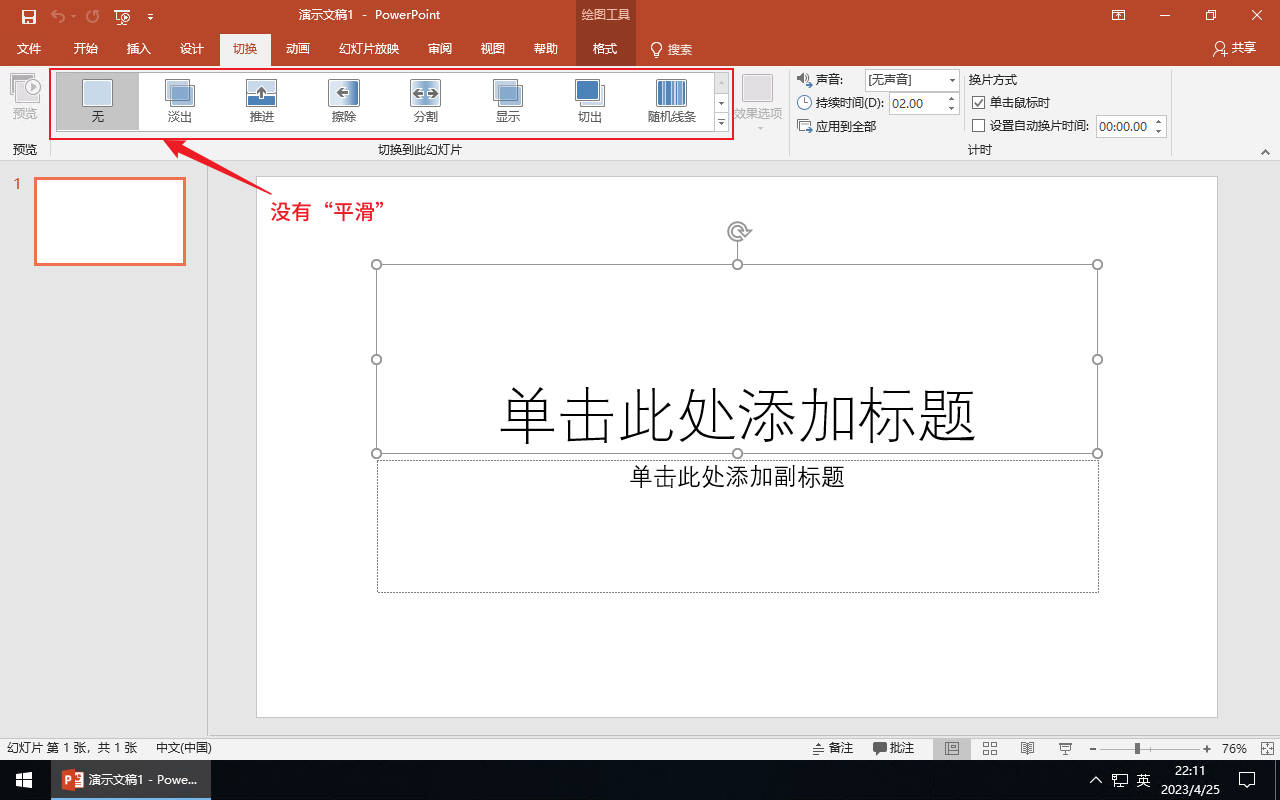 演示文稿1 - PowerPoint
绘图工具
文件 开始 插入 设计 切换 动画 幻灯片放映 审阅 视图 帮助 格式 搜索 共享
预览
无 淡出 推进 擦除 分割 显示 切出 随机线条
效果选项
声音: [无声音]
持续时间(D): 02.00
应用到全部
换片方式
单击鼠标时
设置自动换片时间: 00:00.00
预览 切换到此幻灯片 计时
1
没有“平滑”
单击此处添加标题
单击此处添加副标题
幻灯片 第 1 张，共 1 张 中文(中国) 备注 批注 76%
演示文稿1 - Powe...
英
22:11
2023/4/25